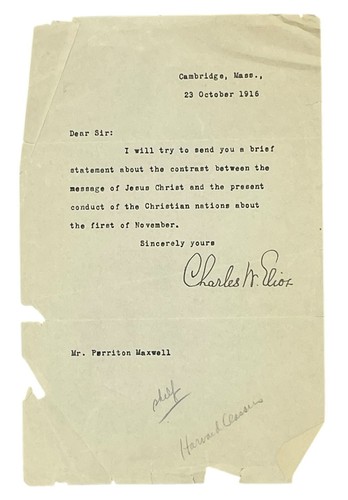 Cambridge, Mass.,
23 October 1916
Dear Sir:
I will try to send you a brief
statement about the contrast between the
message of Jesus Christ and the present
conduct of the Christian nations about
the first of November.
Sincerely yours
Charles W. Eliot
Mr. Perriton Maxwell
shelf
Harvard Classics